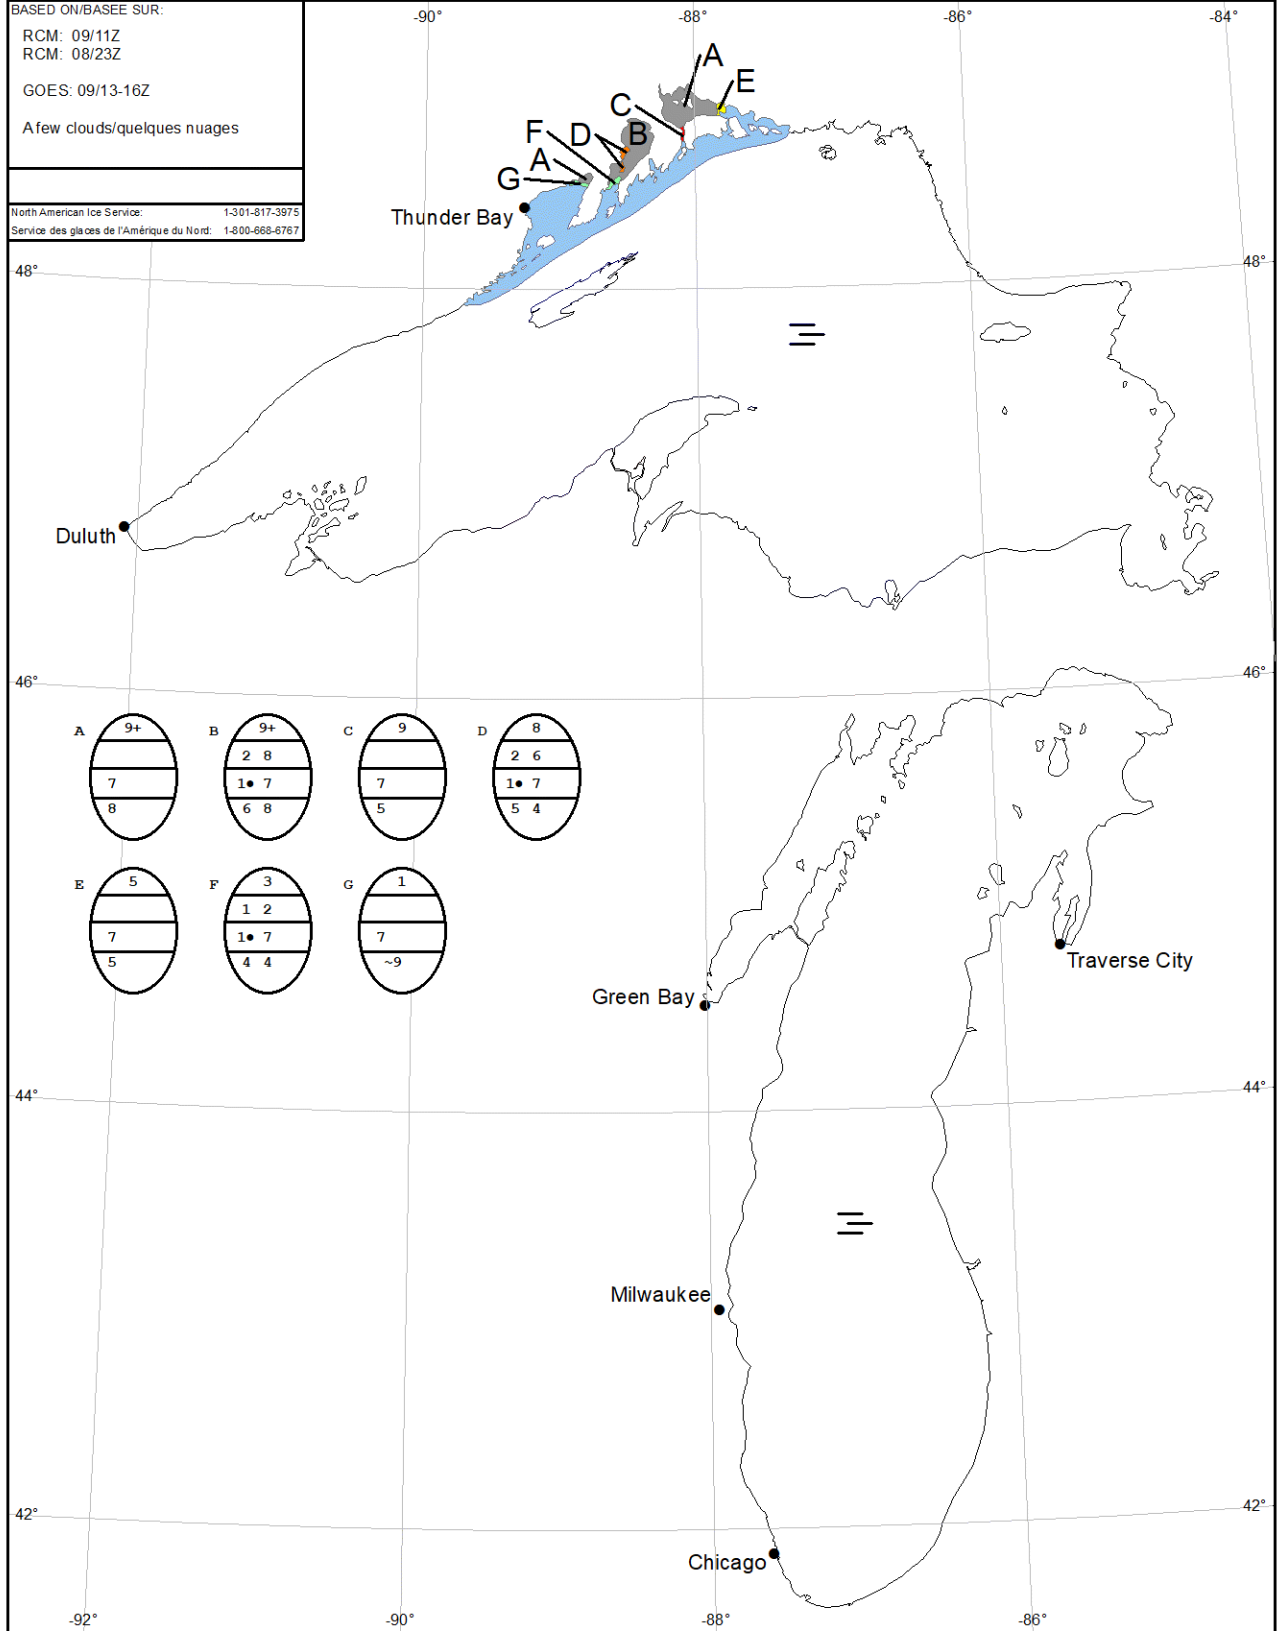 BASED ON/BASEE SUR:
RCM: 09/11Z
RCM: 08/23Z
GOES: 09/13-16Z
A few clouds/quelques nuages
North American Ice Service: 1-301-817-3975
Service des glaces de l'Amérique du Nord: 1-800-668-6767
-90° -88° -86° -84°
A
E
C
F D B
A
G
Thunder Bay
48° 48°
Duluth
46° 46°
A 9+ B 9+ C 9 D 8
2 8 2 6
7 1• 7 7 1• 7
8 6 8 5 5 4
E 5 F 3 G 1
1 2
7 1• 7 7
5 4 4 ~9
Traverse City
Green Bay
44° 44°
Milwaukee
42° 42°
Chicago
-92° -90° -88° -86°